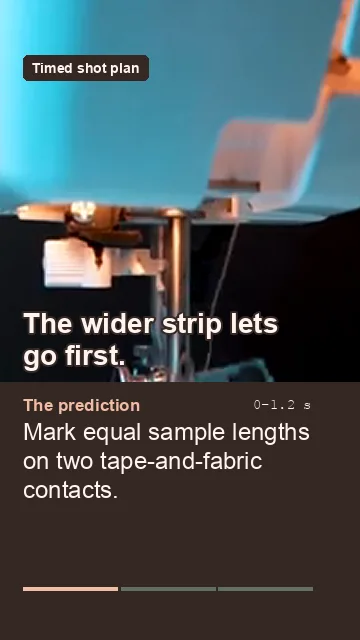 Timed shot plan
The wider strip lets
go first.
The prediction
0–1.2 s
Mark equal sample lengths
on two tape-and-fabric
contacts.